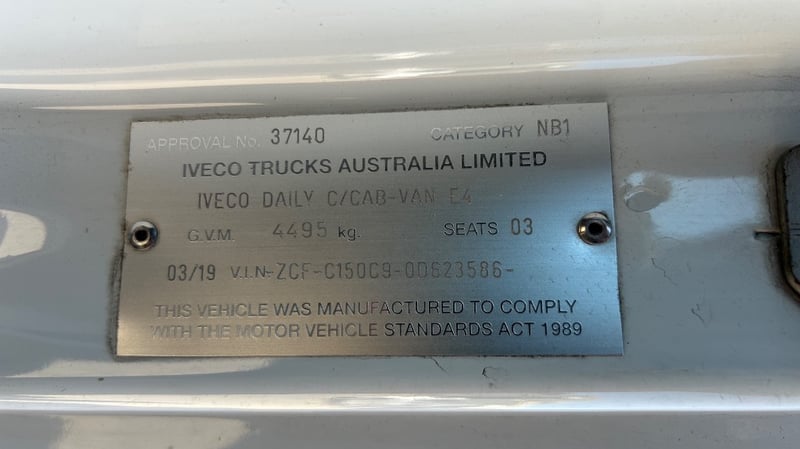 APPROVAL No. 37140 CATEGORY NB1
IVECO TRUCKS AUSTRALIA LIMITED
IVECO DAILY C/CAB-VAN E4
G.V.M. 4495 kg. SEATS 03
03/19 V.I.N-ZCF-C150C9-0D623586-
THIS VEHICLE WAS MANUFACTURED TO COMPLY
WITH THE MOTOR VEHICLE STANDARDS ACT 1989